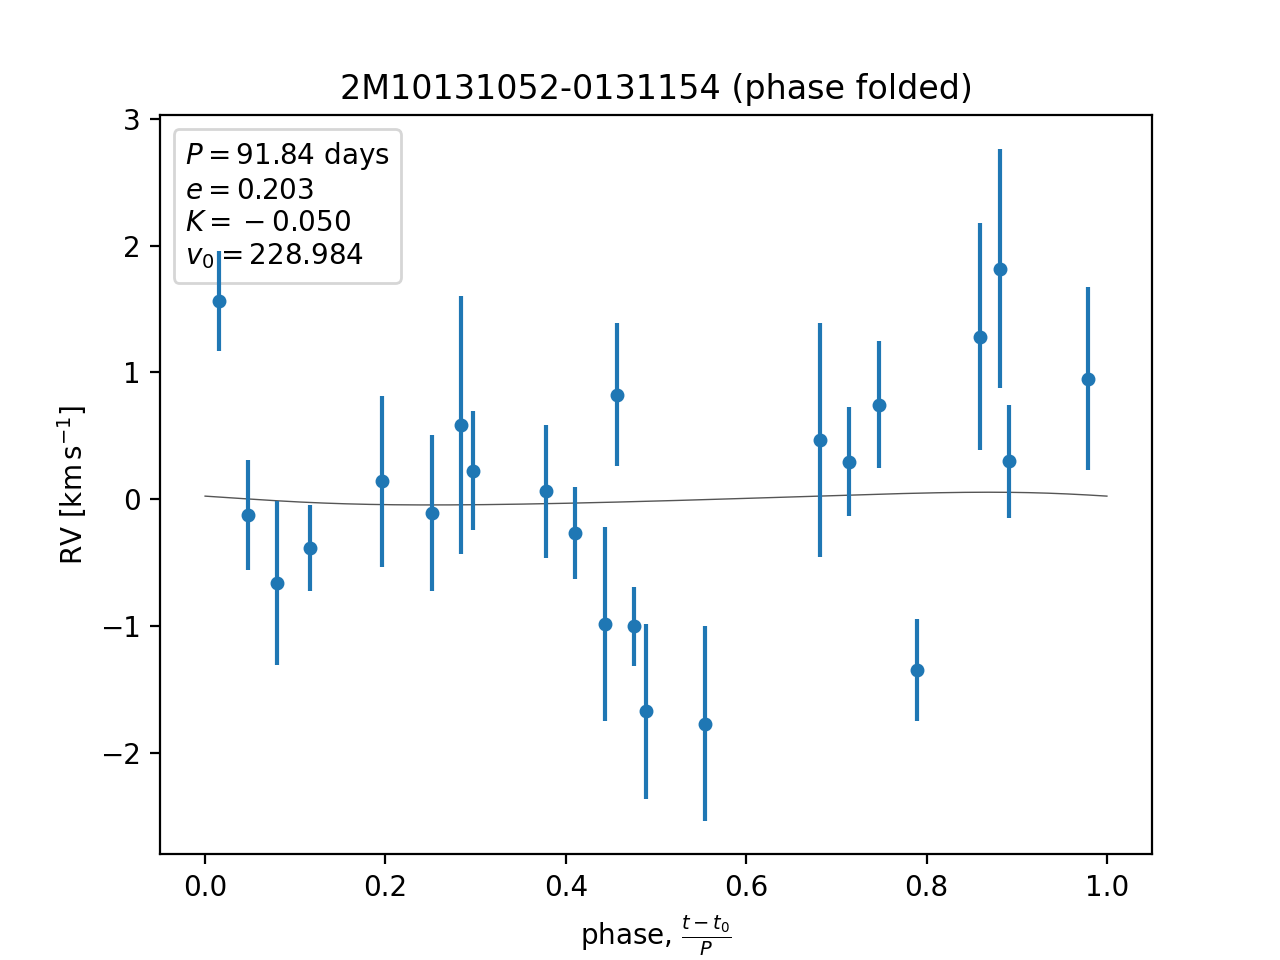 2M10131052-0131154 (phase folded)
P = 91.84 days
e = 0.203
K = −0.050
v₀ = 228.984
3
2
1
0
−1
−2
RV [km s⁻¹]
0.0 0.2 0.4 0.6 0.8 1.0
phase, (t − t₀)/P